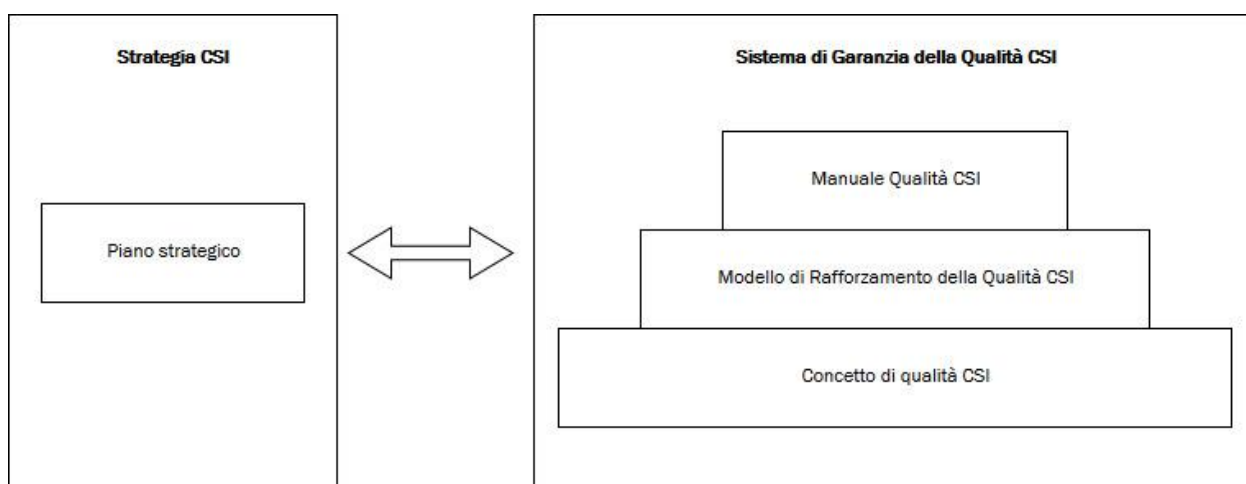 Strategia CSI
Piano strategico
Sistema di Garanzia della Qualità CSI
Manuale Qualità CSI
Modello di Rafforzamento della Qualità CSI
Concetto di qualità CSI